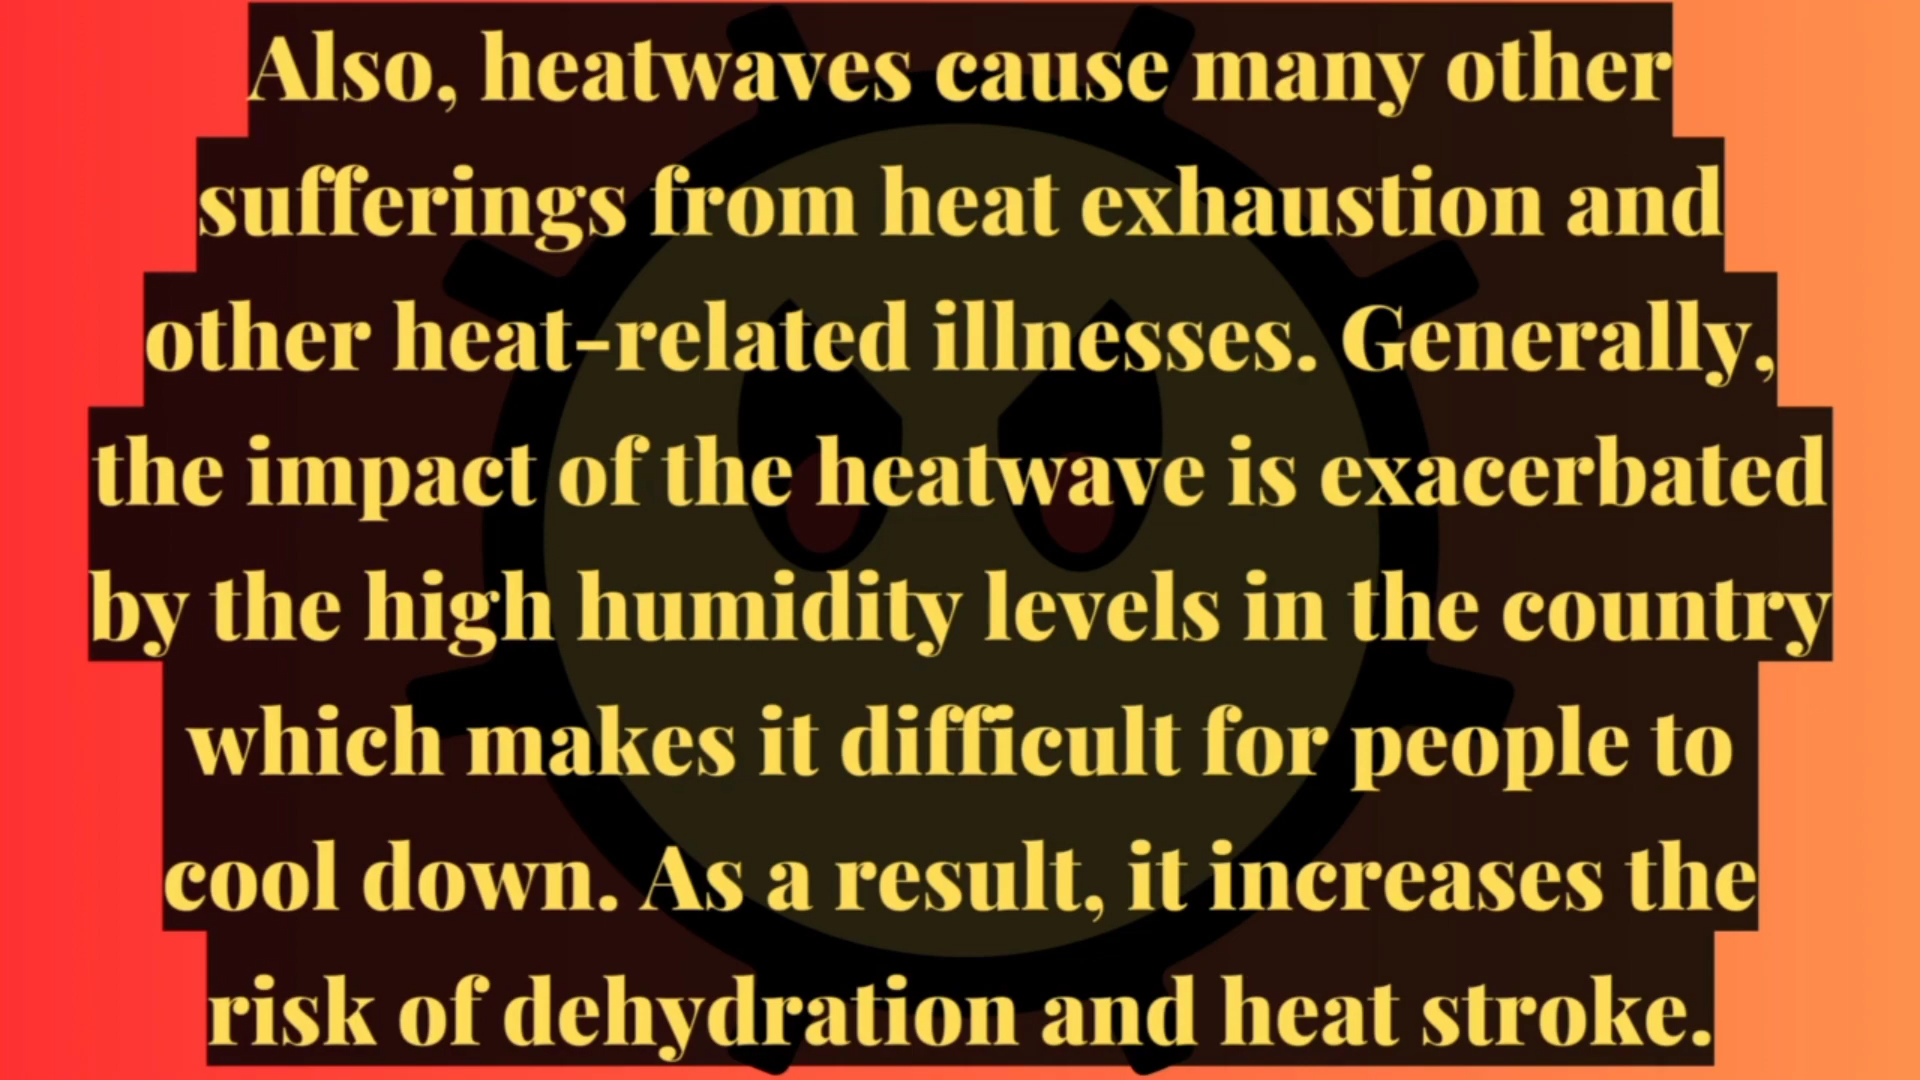 Also, heatwaves cause many other
sufferings from heat exhaustion and
other heat-related illnesses. Generally,
the impact of the heatwave is exacerbated
by the high humidity levels in the country
which makes it difficult for people to
cool down. As a result, it increases the
risk of dehydration and heat stroke.